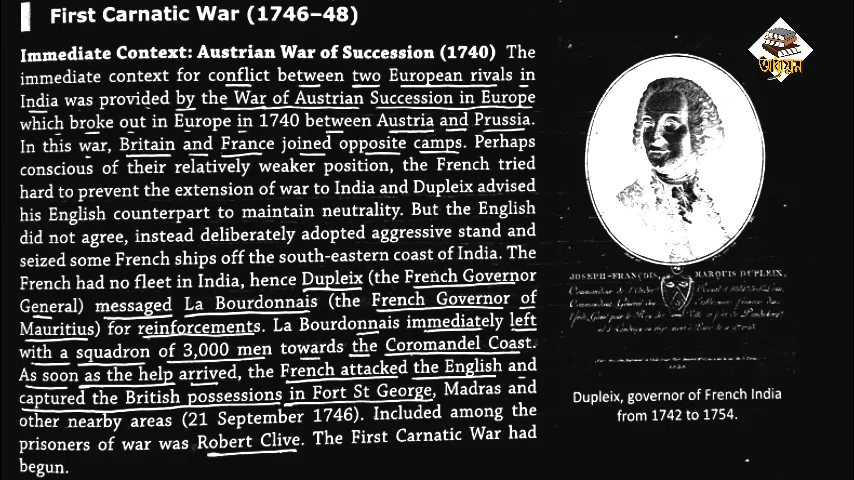 First Carnatic War (1746–48)
Immediate Context: Austrian War of Succession (1740) The
immediate context for conflict between two European rivals in
India was provided by the War of Austrian Succession in Europe
which broke out in Europe in 1740 between Austria and Prussia.
In this war, Britain and France joined opposite camps. Perhaps
conscious of their relatively weaker position, the French tried
hard to prevent the extension of war to India and Dupleix advised
his English counterpart to maintain neutrality. But the English
did not agree, instead deliberately adopted aggressive stand and
seized some French ships off the south-eastern coast of India. The
French had no fleet in India, hence Dupleix (the French Governor
General) messaged La Bourdonnais (the French Governor of
Mauritius) for reinforcements. La Bourdonnais immediately left
with a squadron of 3,000 men towards the Coromandel Coast.
As soon as the help arrived, the French attacked the English and
captured the British possessions in Fort St George, Madras and
other nearby areas (21 September 1746). Included among the
prisoners of war was Robert Clive. The First Carnatic War had
begun.
অধ্যয়ন
JOSEPH-FRANÇOIS, MARQUIS DUPLEIX,
Dupleix, governor of French India
from 1742 to 1754.